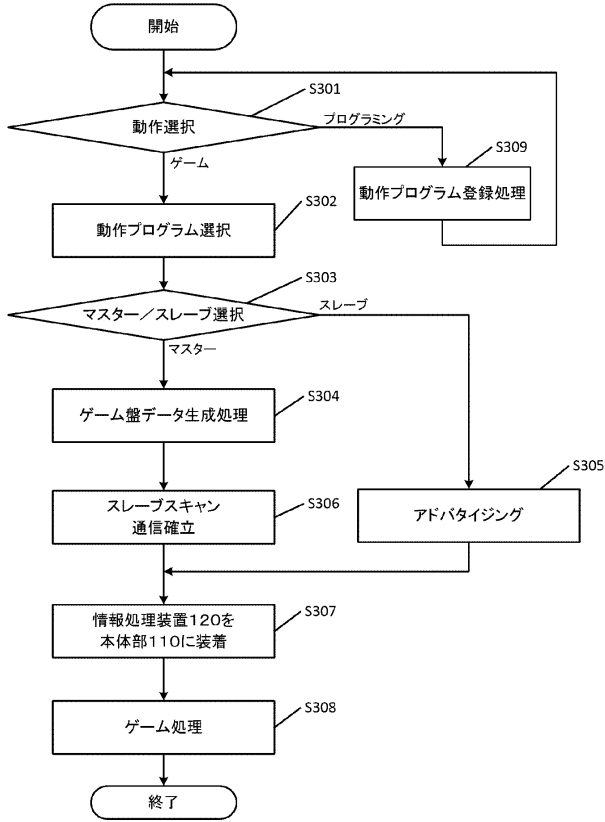 開始
S301
動作選択
プログラミング
ゲーム
S309
動作プログラム登録処理
S302
動作プログラム選択
S303
マスター／スレーブ選択
スレーブ
マスター
S304
ゲーム盤データ生成処理
S305
アドバタイジング
S306
スレーブスキャン
通信確立
S307
情報処理装置120を
本体部110に装着
S308
ゲーム処理
終了